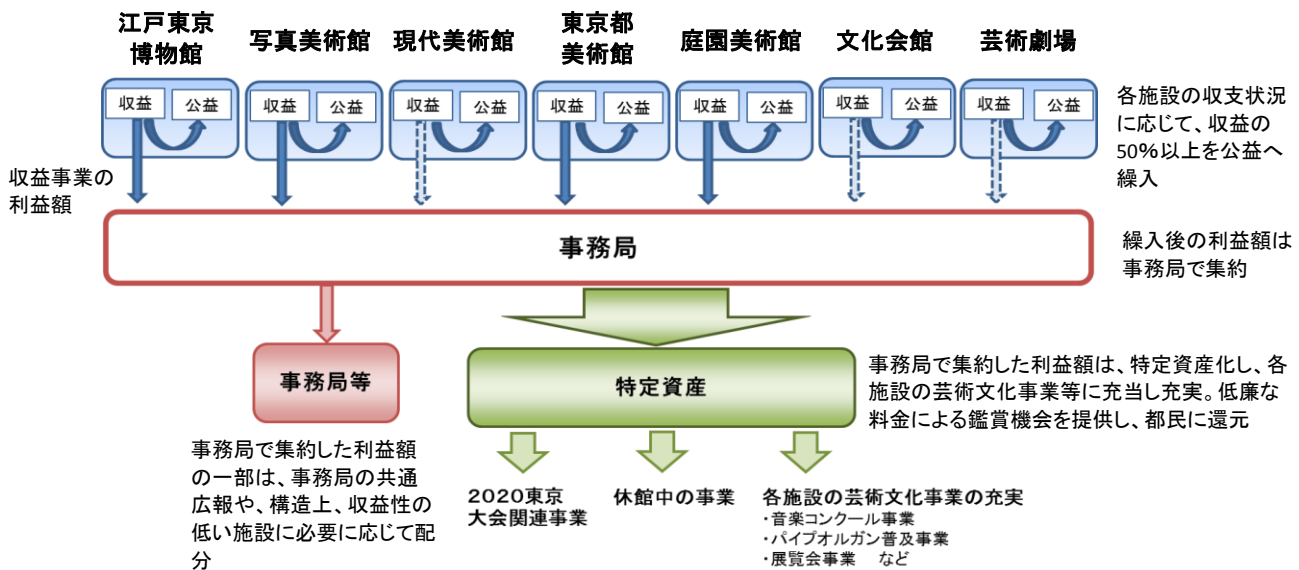 江戸東京
博物館
写真美術館
現代美術館
東京都
美術館
庭園美術館
文化会館
芸術劇場
収益 公益
収益 公益
収益 公益
収益 公益
収益 公益
収益 公益
収益 公益
各施設の収支状況
に応じて、収益の
50%以上を公益へ
繰入
収益事業の
利益額
事務局
繰入後の利益額は
事務局で集約
事務局等
特定資産
事務局で集約した利益額は、特定資産化し、各
施設の芸術文化事業等に充当し充実。低廉な
料金による鑑賞機会を提供し、都民に還元
事務局で集約した利益額
の一部は、事務局の共通
広報や、構造上、収益性の
低い施設に必要に応じて配
分
2020東京
大会関連事業
休館中の事業
各施設の芸術文化事業の充実
・音楽コンクール事業
・パイプオルガン普及事業
・展覧会事業 など